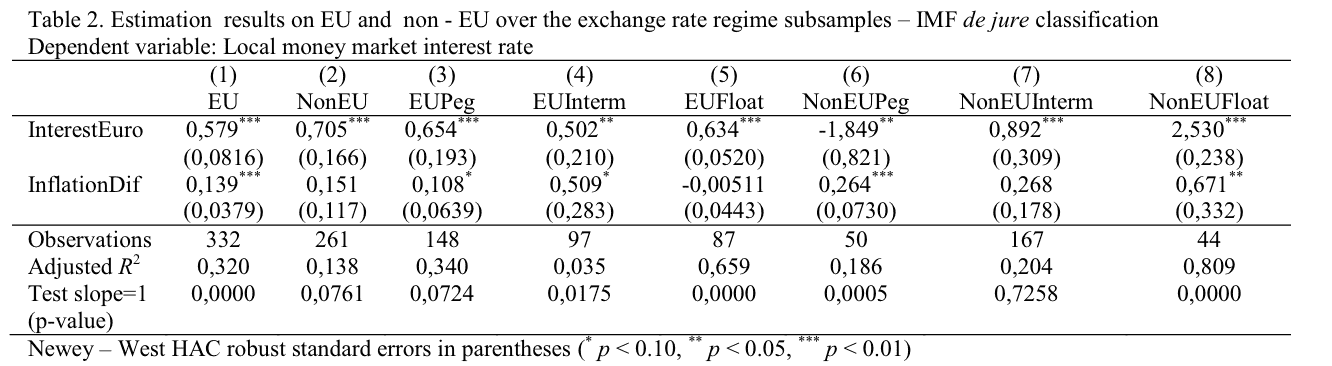 Table 2. Estimation results on EU and non - EU over the exchange rate regime subsamples – IMF de jure classification
Dependent variable: Local money market interest rate
(1) (2) (3) (4) (5) (6) (7) (8)
EU NonEU EUPeg EUInterm EUFloat NonEUPeg NonEUInterm NonEUFloat
InterestEuro 0,579*** 0,705*** 0,654*** 0,502** 0,634*** -1,849** 0,892*** 2,530***
(0,0816) (0,166) (0,193) (0,210) (0,0520) (0,821) (0,309) (0,238)
InflationDif 0,139*** 0,151 0,108* 0,509* -0,00511 0,264*** 0,268 0,671**
(0,0379) (0,117) (0,0639) (0,283) (0,0443) (0,0730) (0,178) (0,332)
Observations 332 261 148 97 87 50 167 44
Adjusted R² 0,320 0,138 0,340 0,035 0,659 0,186 0,204 0,809
Test slope=1 0,0000 0,0761 0,0724 0,0175 0,0000 0,0005 0,7258 0,0000
(p-value)
Newey – West HAC robust standard errors in parentheses (* p < 0.10, ** p < 0.05, *** p < 0.01)